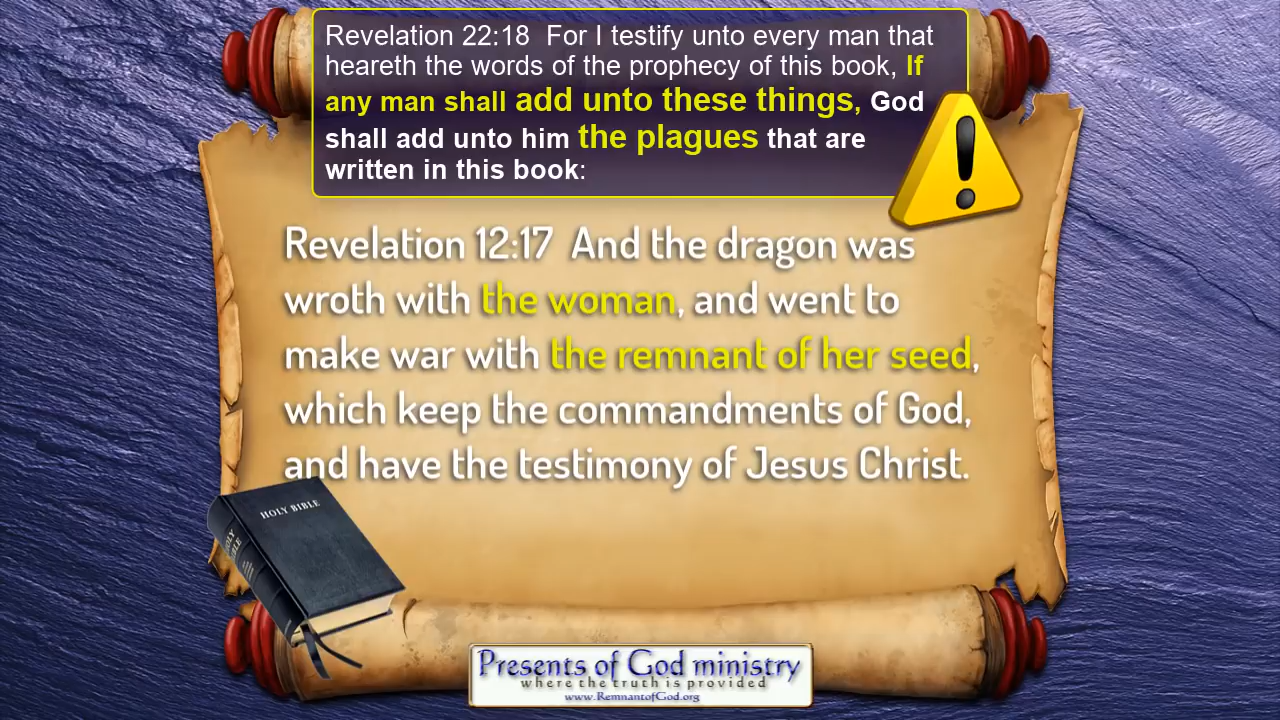 Revelation 22:18  For I testify unto every man that
heareth the words of the prophecy of this book, If
any man shall add unto these things, God
shall add unto him the plagues that are
written in this book:
Revelation 12:17  And the dragon was
wroth with the woman, and went to
make war with the remnant of her seed,
which keep the commandments of God,
and have the testimony of Jesus Christ.
HOLY BIBLE
HOLY
BIBLE
Presents of God ministry
where the truth is provided
www.RemnantofGod.org